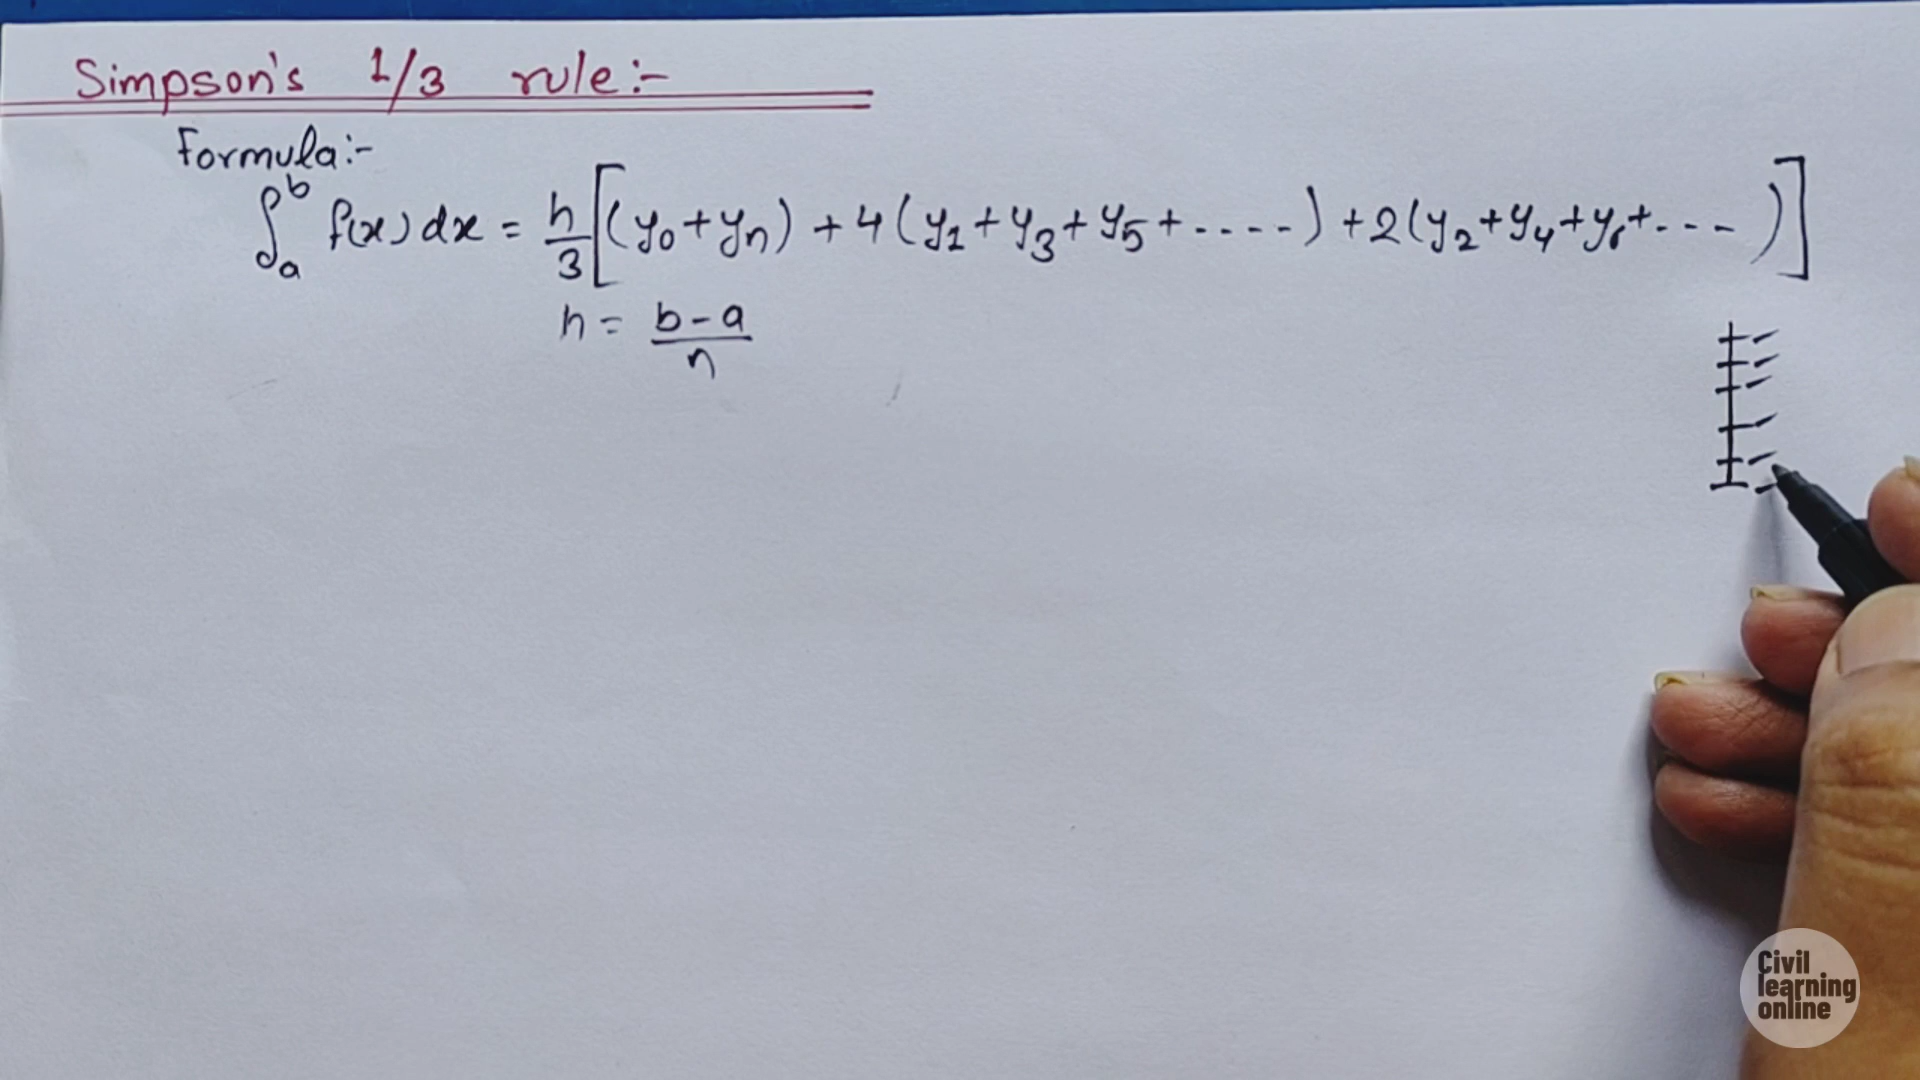 Simpson's 1/3 rule:-
Formula:-
∫ₐᵇ f(x) dx = h/3 [(y₀+yₙ) + 4(y₁+y₃+y₅+....) + 2(y₂+y₄+y₆+...)]
h = b-a/n
Civil
learning
online